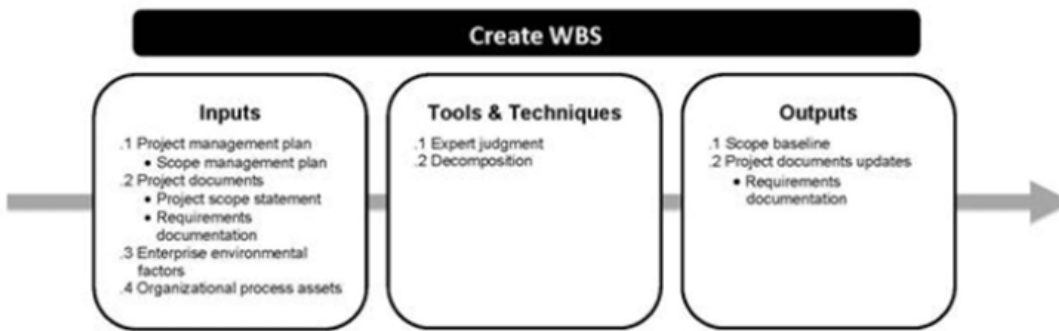 Create WBS
Inputs
.1 Project management plan
• Scope management plan
.2 Project documents
• Project scope statement
• Requirements
documentation
.3 Enterprise environmental
factors
.4 Organizational process assets
Tools & Techniques
.1 Expert judgment
.2 Decomposition
Outputs
.1 Scope baseline
.2 Project documents updates
• Requirements
documentation